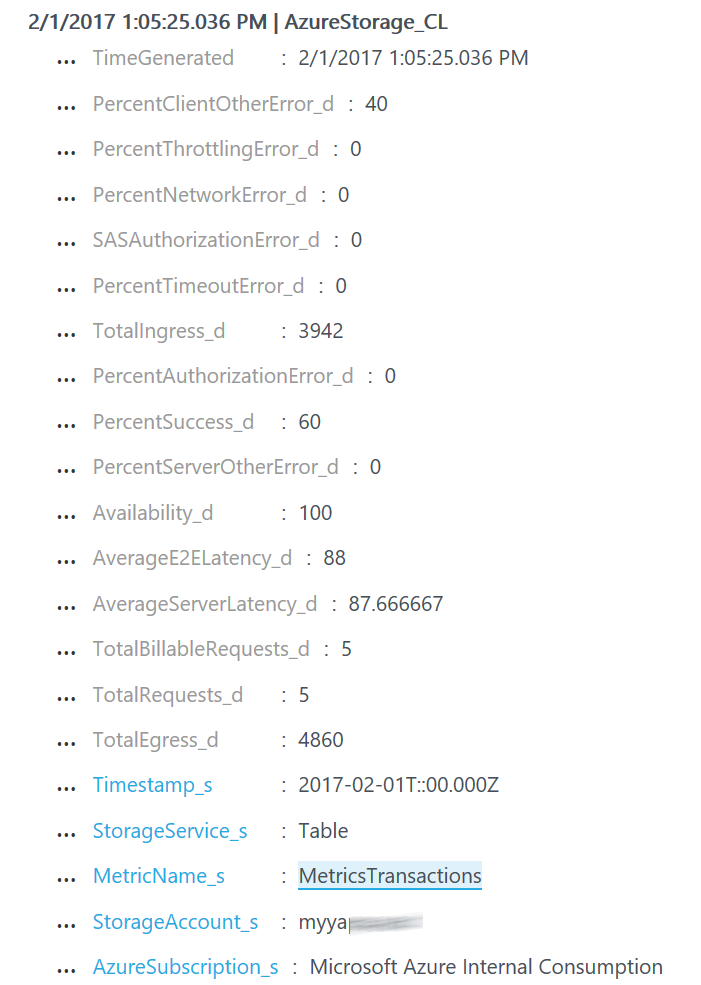 2/1/2017 1:05:25.036 PM | AzureStorage_CL
... TimeGenerated : 2/1/2017 1:05:25.036 PM
... PercentClientOtherError_d : 40
... PercentThrottlingError_d : 0
... PercentNetworkError_d : 0
... SASAuthorizationError_d : 0
... PercentTimeoutError_d : 0
... TotalIngress_d : 3942
... PercentAuthorizationError_d : 0
... PercentSuccess_d : 60
... PercentServerOtherError_d : 0
... Availability_d : 100
... AverageE2ELatency_d : 88
... AverageServerLatency_d : 87.666667
... TotalBillableRequests_d : 5
... TotalRequests_d : 5
... TotalEgress_d : 4860
... Timestamp_s : 2017-02-01T::00.000Z
... StorageService_s : Table
... MetricName_s : MetricsTransactions
... StorageAccount_s :
... AzureSubscription_s : Microsoft Azure Internal Consumption